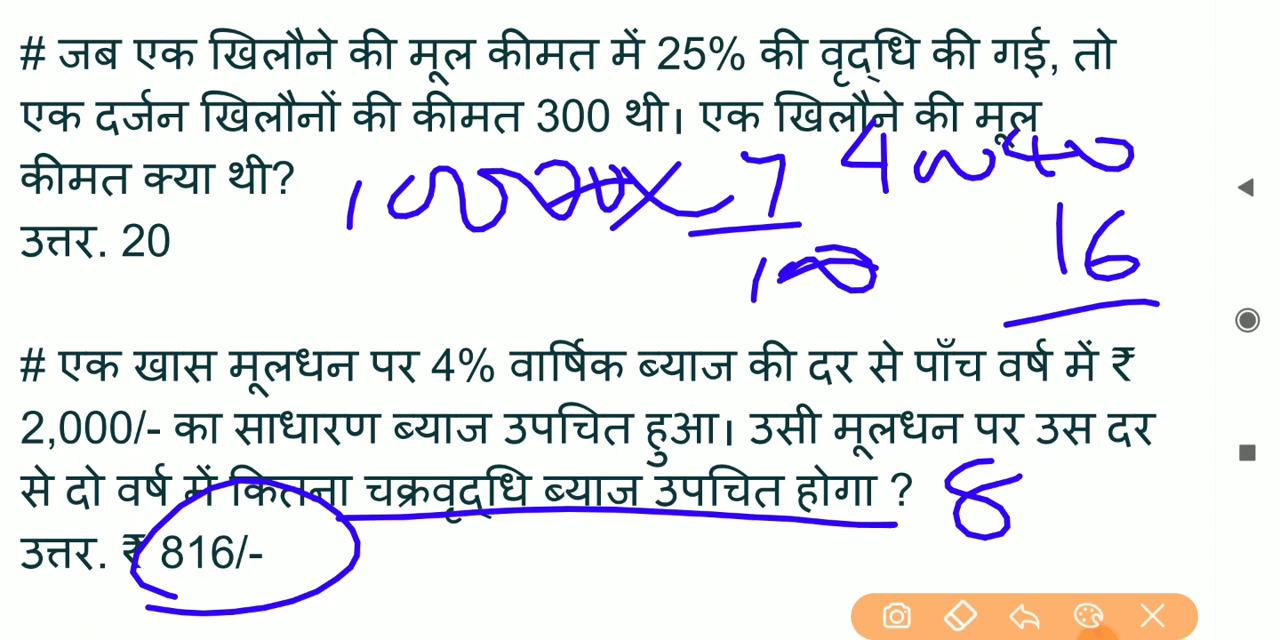 # जब एक खिलौने की मूल कीमत में 25% की वृद्धि की गई, तो
एक दर्जन खिलौनों की कीमत 300 थी। एक खिलौने की मूल
कीमत क्या थी?
उत्तर. 20
16
# एक खास मूलधन पर 4% वार्षिक ब्याज की दर से पाँच वर्ष में ₹
2,000/- का साधारण ब्याज उपचित हुआ। उसी मूलधन पर उस दर
से दो वर्ष में कितना चक्रवृद्धि ब्याज उपचित होगा ?
8
उत्तर. ₹ 816/-